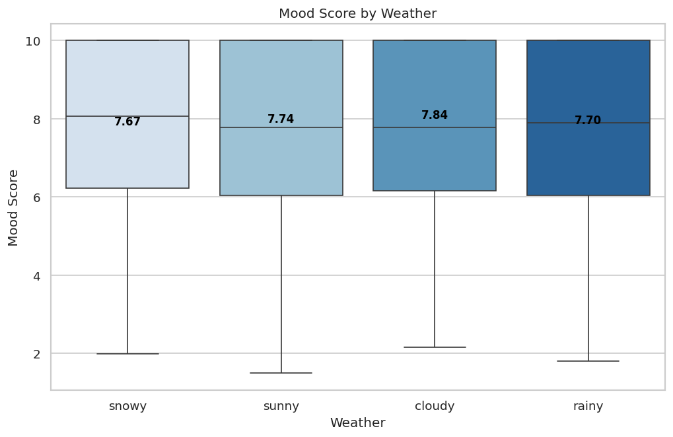 Mood Score by Weather
10
8
6
4
2
Mood Score
7.67
7.74
7.84
7.70
snowy
sunny
cloudy
rainy
Weather